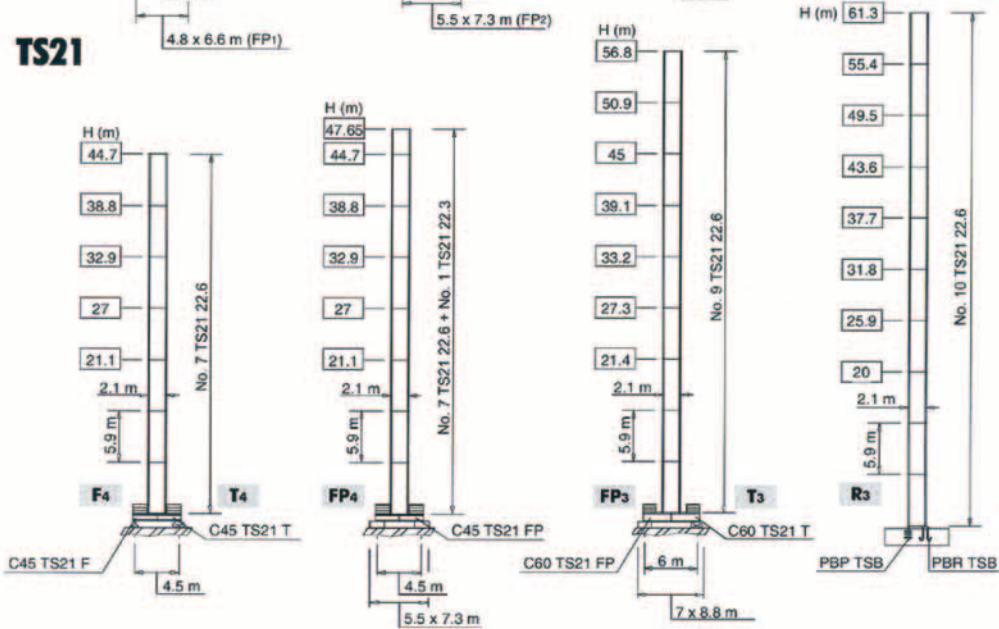 4.8 x 6.6 m (FP1)
5.5 x 7.3 m (FP2)
TS21
H (m)
44.7
38.8
32.9
27
21.1
2.1 m
5.9 m
No. 7 TS21 22.6
F4
T4
C45 TS21 F
C45 TS21 T
4.5 m
H (m)
47.65
44.7
38.8
32.9
27
21.1
2.1 m
5.9 m
No. 7 TS21 22.6 + No. 1 TS21 22.3
FP4
C45 TS21 FP
4.5 m
5.5 x 7.3 m
H (m)
56.8
50.9
45
39.1
33.2
27.3
21.4
2.1 m
5.9 m
No. 9 TS21 22.6
FP3
T3
C60 TS21 FP
C60 TS21 T
6 m
7 x 8.8 m
H (m)
61.3
55.4
49.5
43.6
37.7
31.8
25.9
20
2.1 m
5.9 m
No. 10 TS21 22.6
R3
PBP TSB
PBR TSB